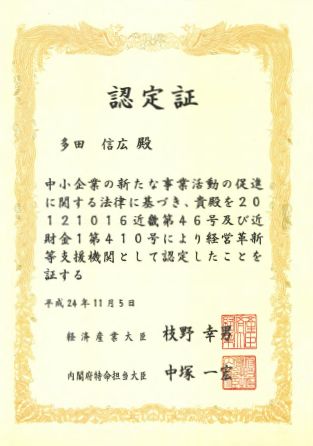 認定証
多田 信広 殿
中小企業の新たな事業活動の促進
に関する法律に基づき、貴殿を20
121016近畿第46号及び近
財金1第410号により経営革新
等支援機関として認定したことを
証する
平成24年11月5日
経済産業大臣 枝野 幸男
内閣府特命担当大臣 中塚 一宏